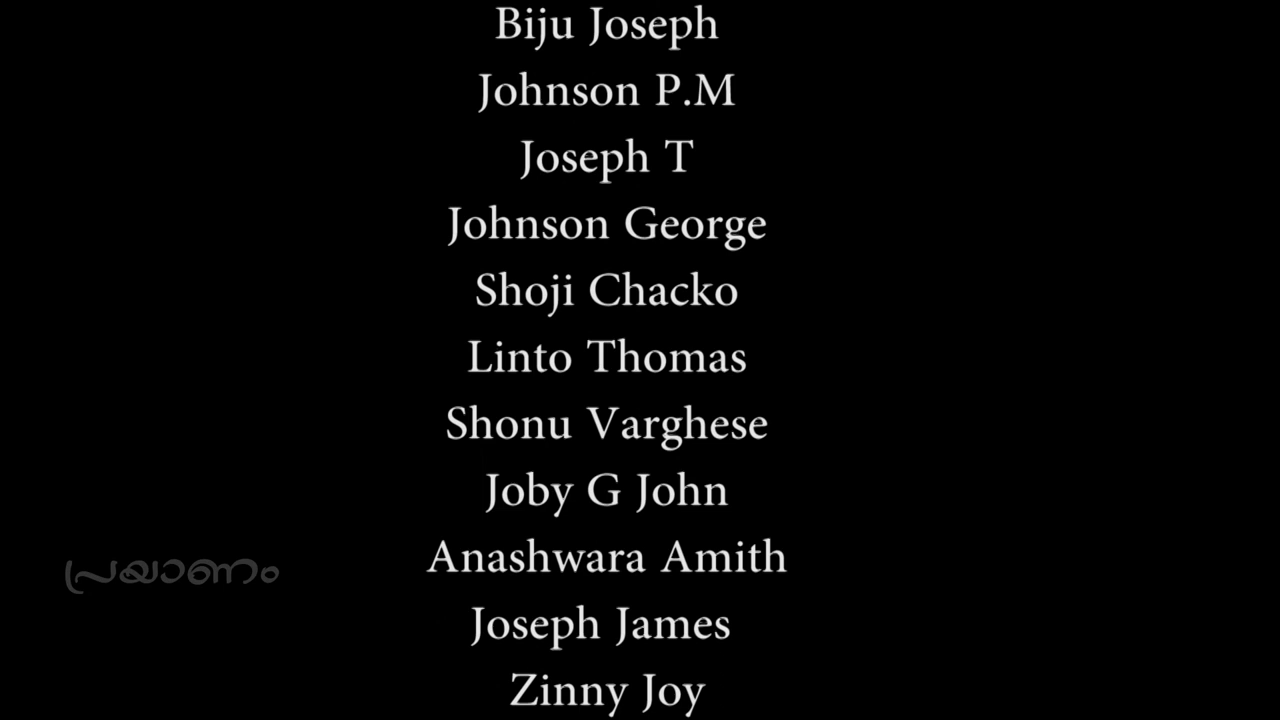 Biju Joseph
Johnson P.M
Joseph T
Johnson George
Shoji Chacko
Linto Thomas
Shonu Varghese
Joby G John
Anashwara Amith
പ്രയാണം
Joseph James
Zinny Joy